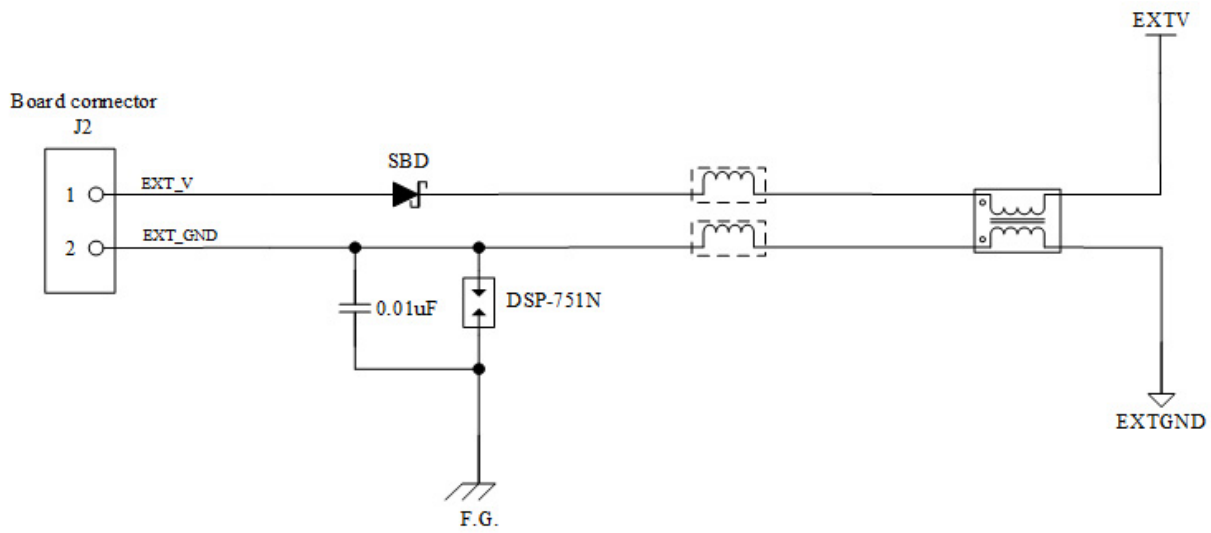 EXTV
Board connector
J2
SBD
1
EXT_V
2
EXT_GND
0.01uF
DSP-751N
EXTGND
F.G.